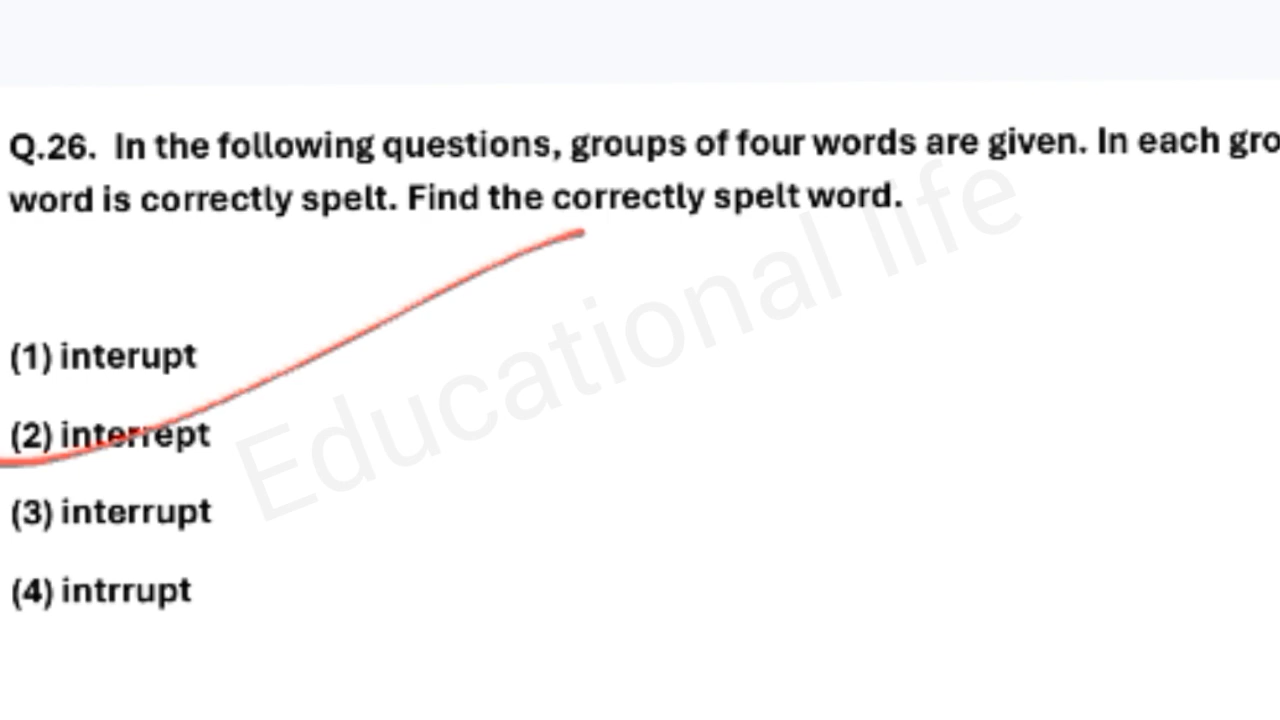 Q.26. In the following questions, groups of four words are given. In each gro
word is correctly spelt. Find the correctly spelt word.
Educational life
(1) interupt
(2) interrept
(3) interrupt
(4) intrrupt